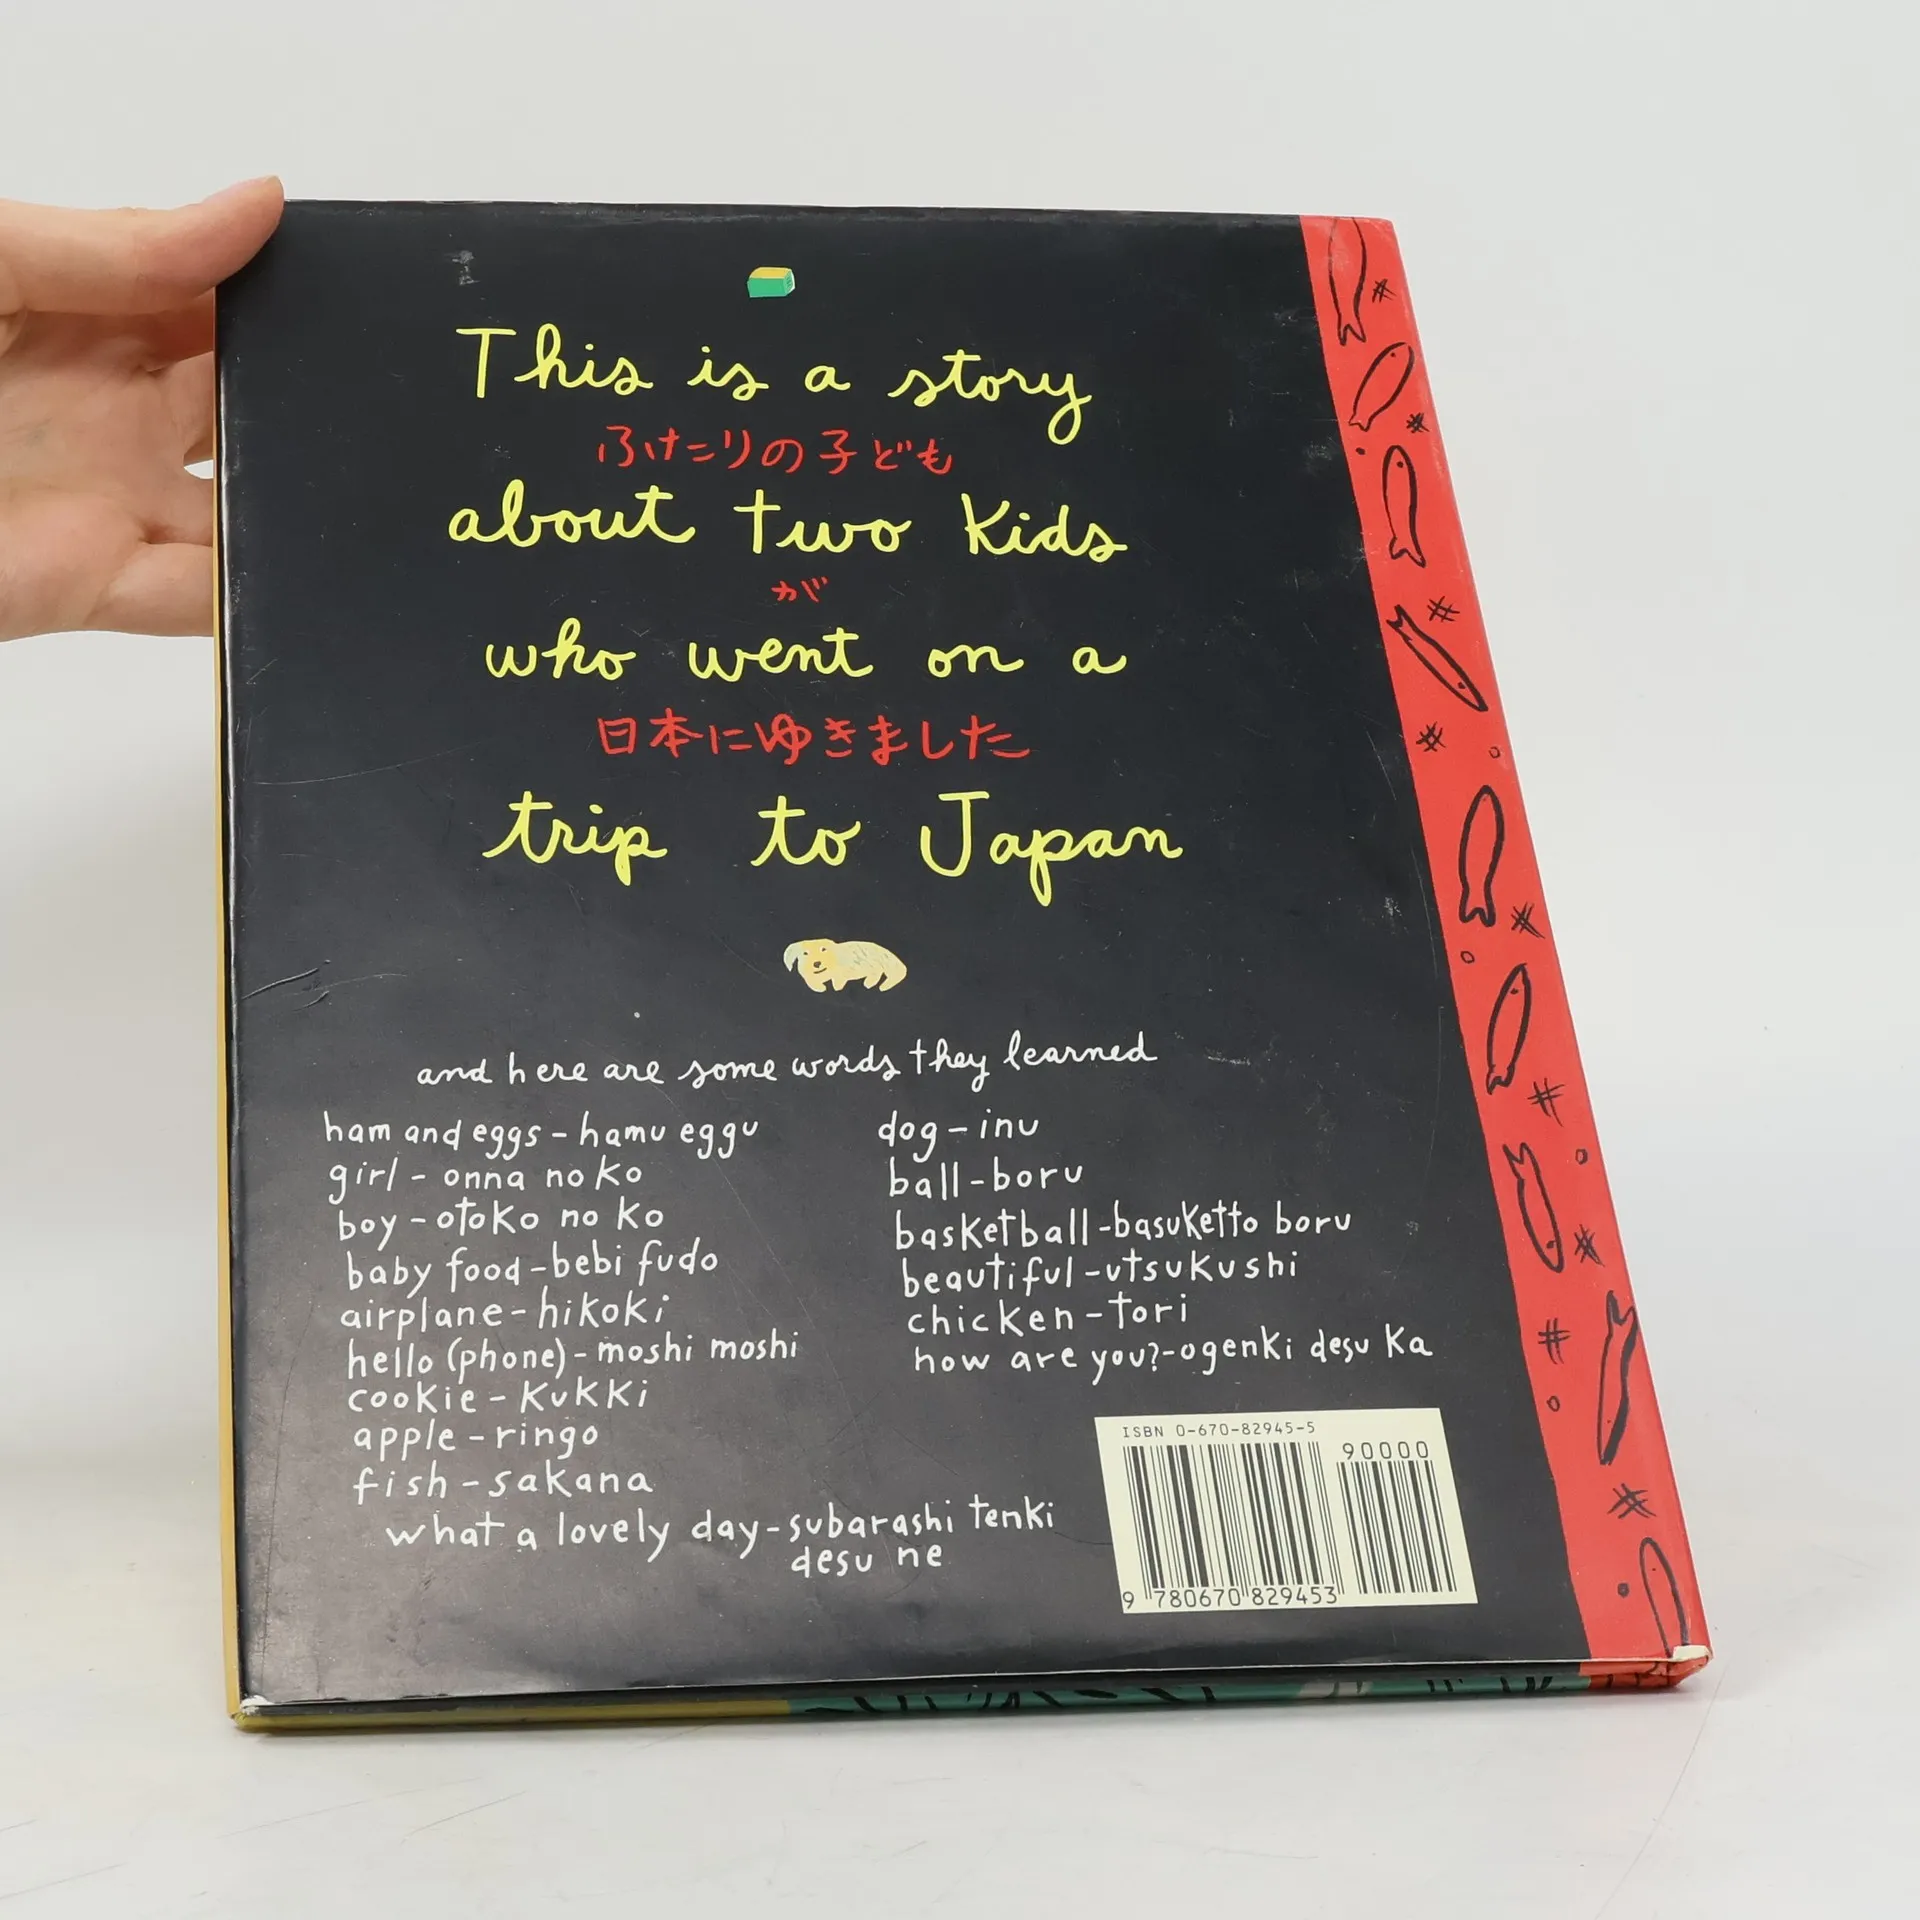 This is a story
ふたりの子ども
about two kids
が
who went on a
日本にゆきました
trip to Japan
and here are some words they learned
ham and eggs - hamu eggu
girl - onna no ko
boy - otoko no ko
baby food - bebi fudo
airplane - hikoki
hello (phone) - moshi moshi
cookie - kukki
apple - ringo
fish - sakana
what a lovely day - subarashi tenki
desu ne
dog - inu
ball - boru
basketball - basuketto boru
beautiful - utsukushi
chicken - tori
how are you? - ogenki desu ka
ISBN 0-670-82945-5
90000
9 780670 829453